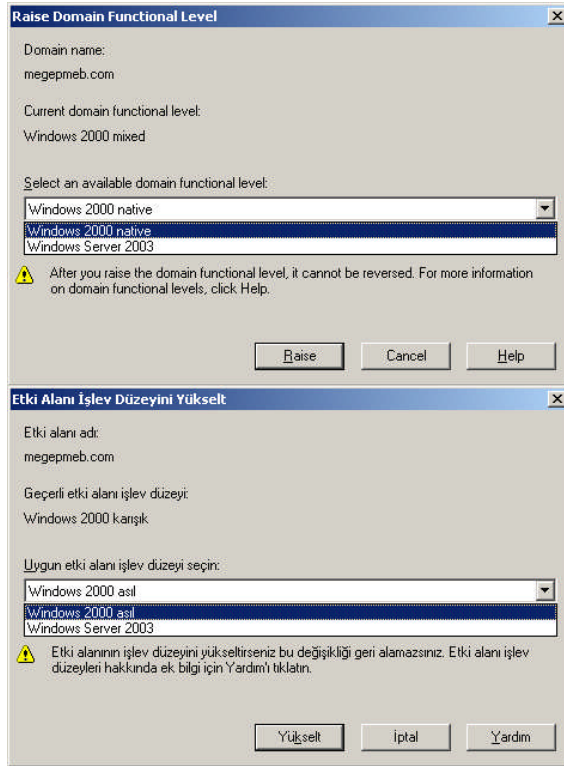 Raise Domain Functional Level
Domain name:
megepmeb.com
Current domain functional level:
Windows 2000 mixed
Select an available domain functional level:
Windows 2000 native
Windows 2000 native
Windows Server 2003
After you raise the domain functional level, it cannot be reversed. For more information
on domain functional levels, click Help.
Raise
Cancel
Help
Etki Alanı İşlev Düzeyini Yükselt
Etki alanı adı:
megepmeb.com
Geçerli etki alanı işlev düzeyi:
Windows 2000 karışık
Uygun etki alanı işlev düzeyi seçin:
Windows 2000 asıl
Windows 2000 asıl
Windows Server 2003
Etki alanının işlev düzeyini yükseltirseniz bu değişikliği geri alamazsınız. Etki alanı işlev
düzeyleri hakkında ek bilgi için Yardım'ı tıklatın.
Yükselt
İptal
Yardım